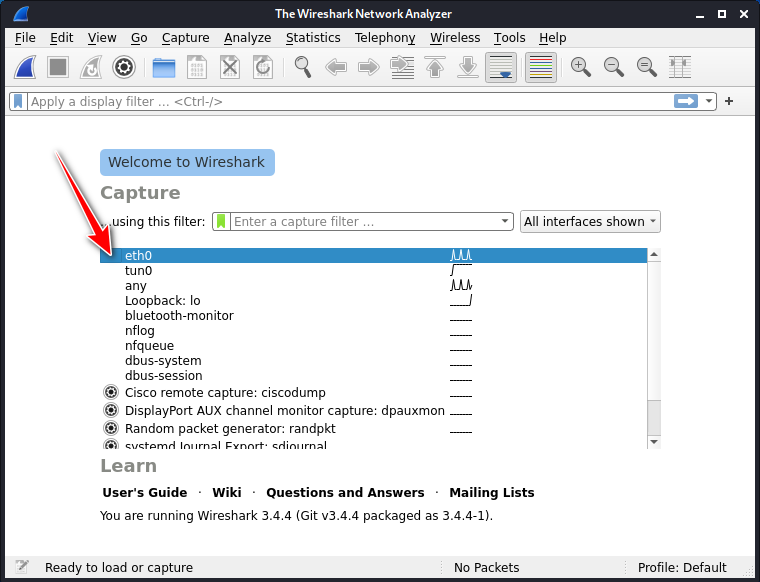 The Wireshark Network Analyzer
File Edit View Go Capture Analyze Statistics Telephony Wireless Tools Help
Apply a display filter … <Ctrl-/>
Welcome to Wireshark
Capture
…using this filter: Enter a capture filter … All interfaces shown
eth0
tun0
any
Loopback: lo
bluetooth-monitor
nflog
nfqueue
dbus-system
dbus-session
Cisco remote capture: ciscodump
DisplayPort AUX channel monitor capture: dpauxmon
Random packet generator: randpkt
systemd Journal Export: sdjournal
Learn
User's Guide · Wiki · Questions and Answers · Mailing Lists
You are running Wireshark 3.4.4 (Git v3.4.4 packaged as 3.4.4-1).
Ready to load or capture No Packets Profile: Default